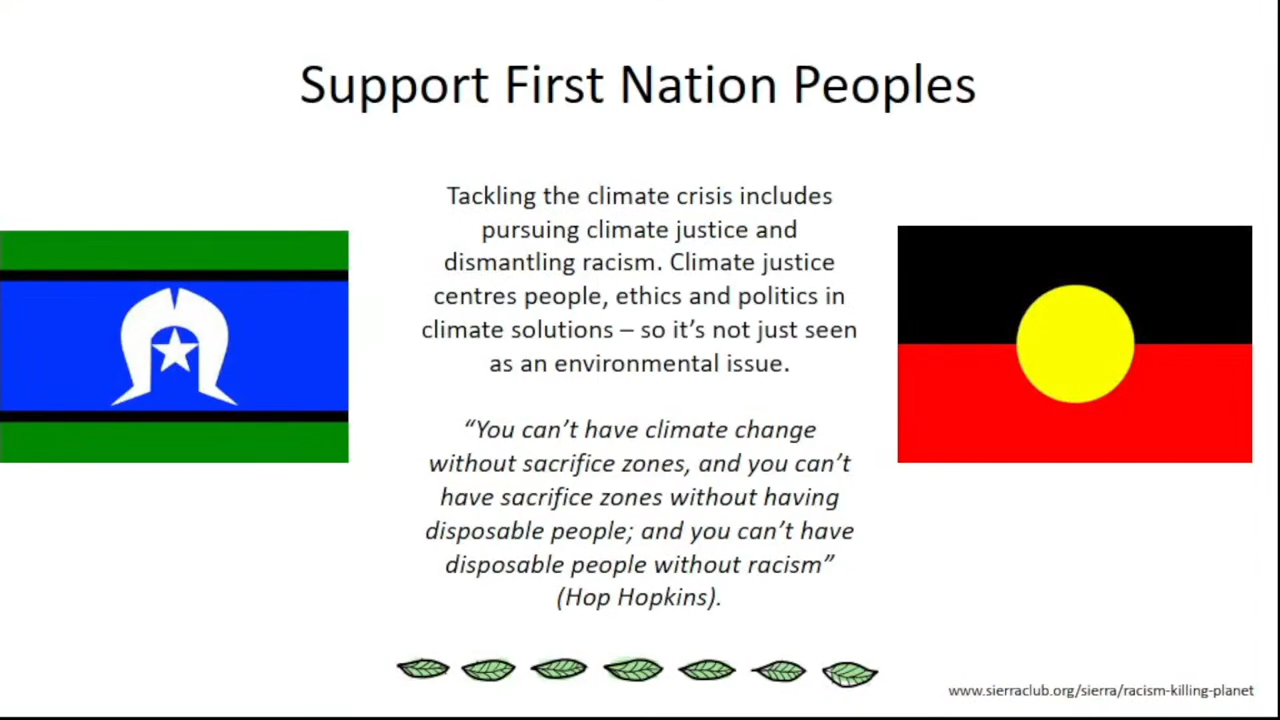 Support First Nation Peoples
Tackling the climate crisis includes
pursuing climate justice and
dismantling racism. Climate justice
centres people, ethics and politics in
climate solutions – so it’s not just seen
as an environmental issue.
“You can’t have climate change
without sacrifice zones, and you can’t
have sacrifice zones without having
disposable people; and you can’t have
disposable people without racism”
(Hop Hopkins).
www.sierraclub.org/sierra/racism-killing-planet